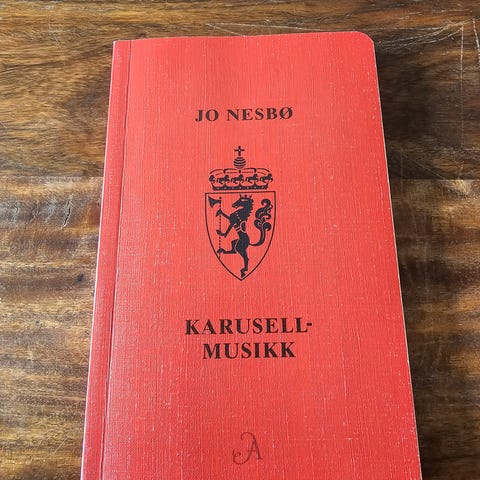 JO NESBØ
KARUSELL-
MUSIKK
A